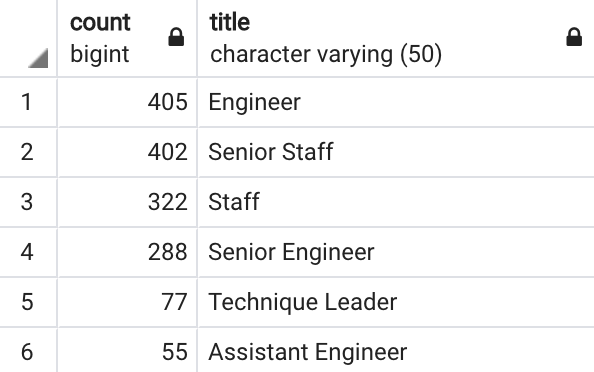 count title
bigint character varying (50)
1 405 Engineer
2 402 Senior Staff
3 322 Staff
4 288 Senior Engineer
5 77 Technique Leader
6 55 Assistant Engineer